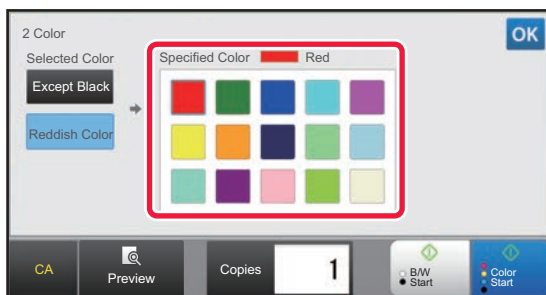 2 Color
OK
Selected Color
Specified Color Red
Except Black
Reddish Color
CA
Preview
Copies
1
B/W
Start
Color
Start